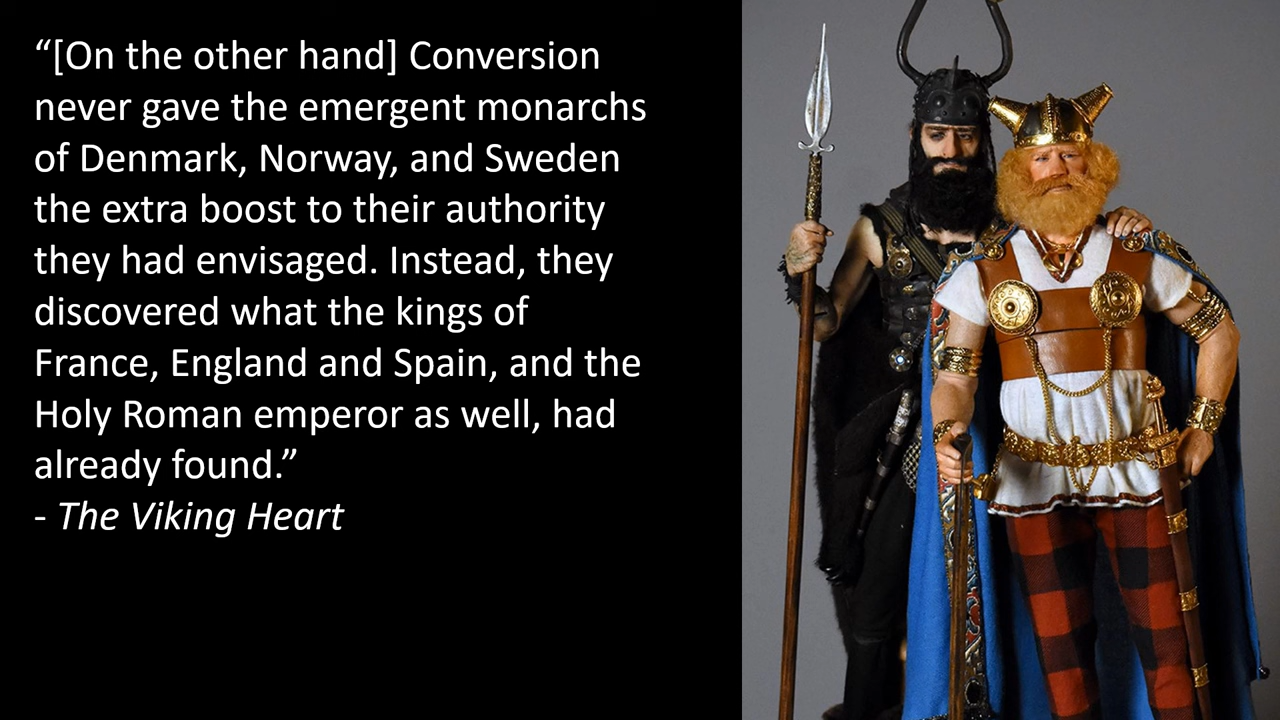 “[On the other hand] Conversion
never gave the emergent monarchs
of Denmark, Norway, and Sweden
the extra boost to their authority
they had envisaged. Instead, they
discovered what the kings of
France, England and Spain, and the
Holy Roman emperor as well, had
already found.”
- The Viking Heart